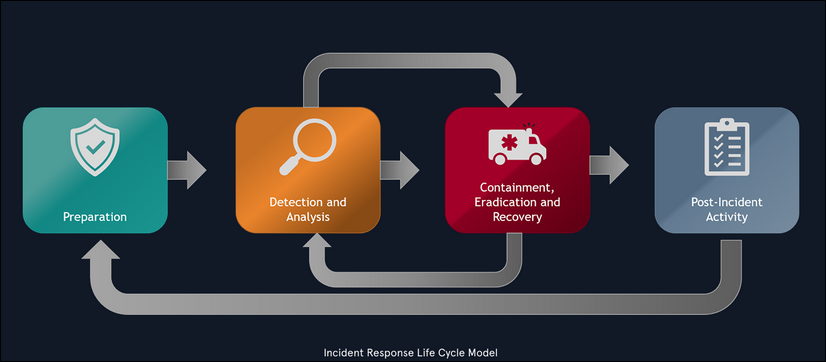 Preparation
Detection and
Analysis
Containment,
Eradication and
Recovery
Post-Incident
Activity
Incident Response Life Cycle Model